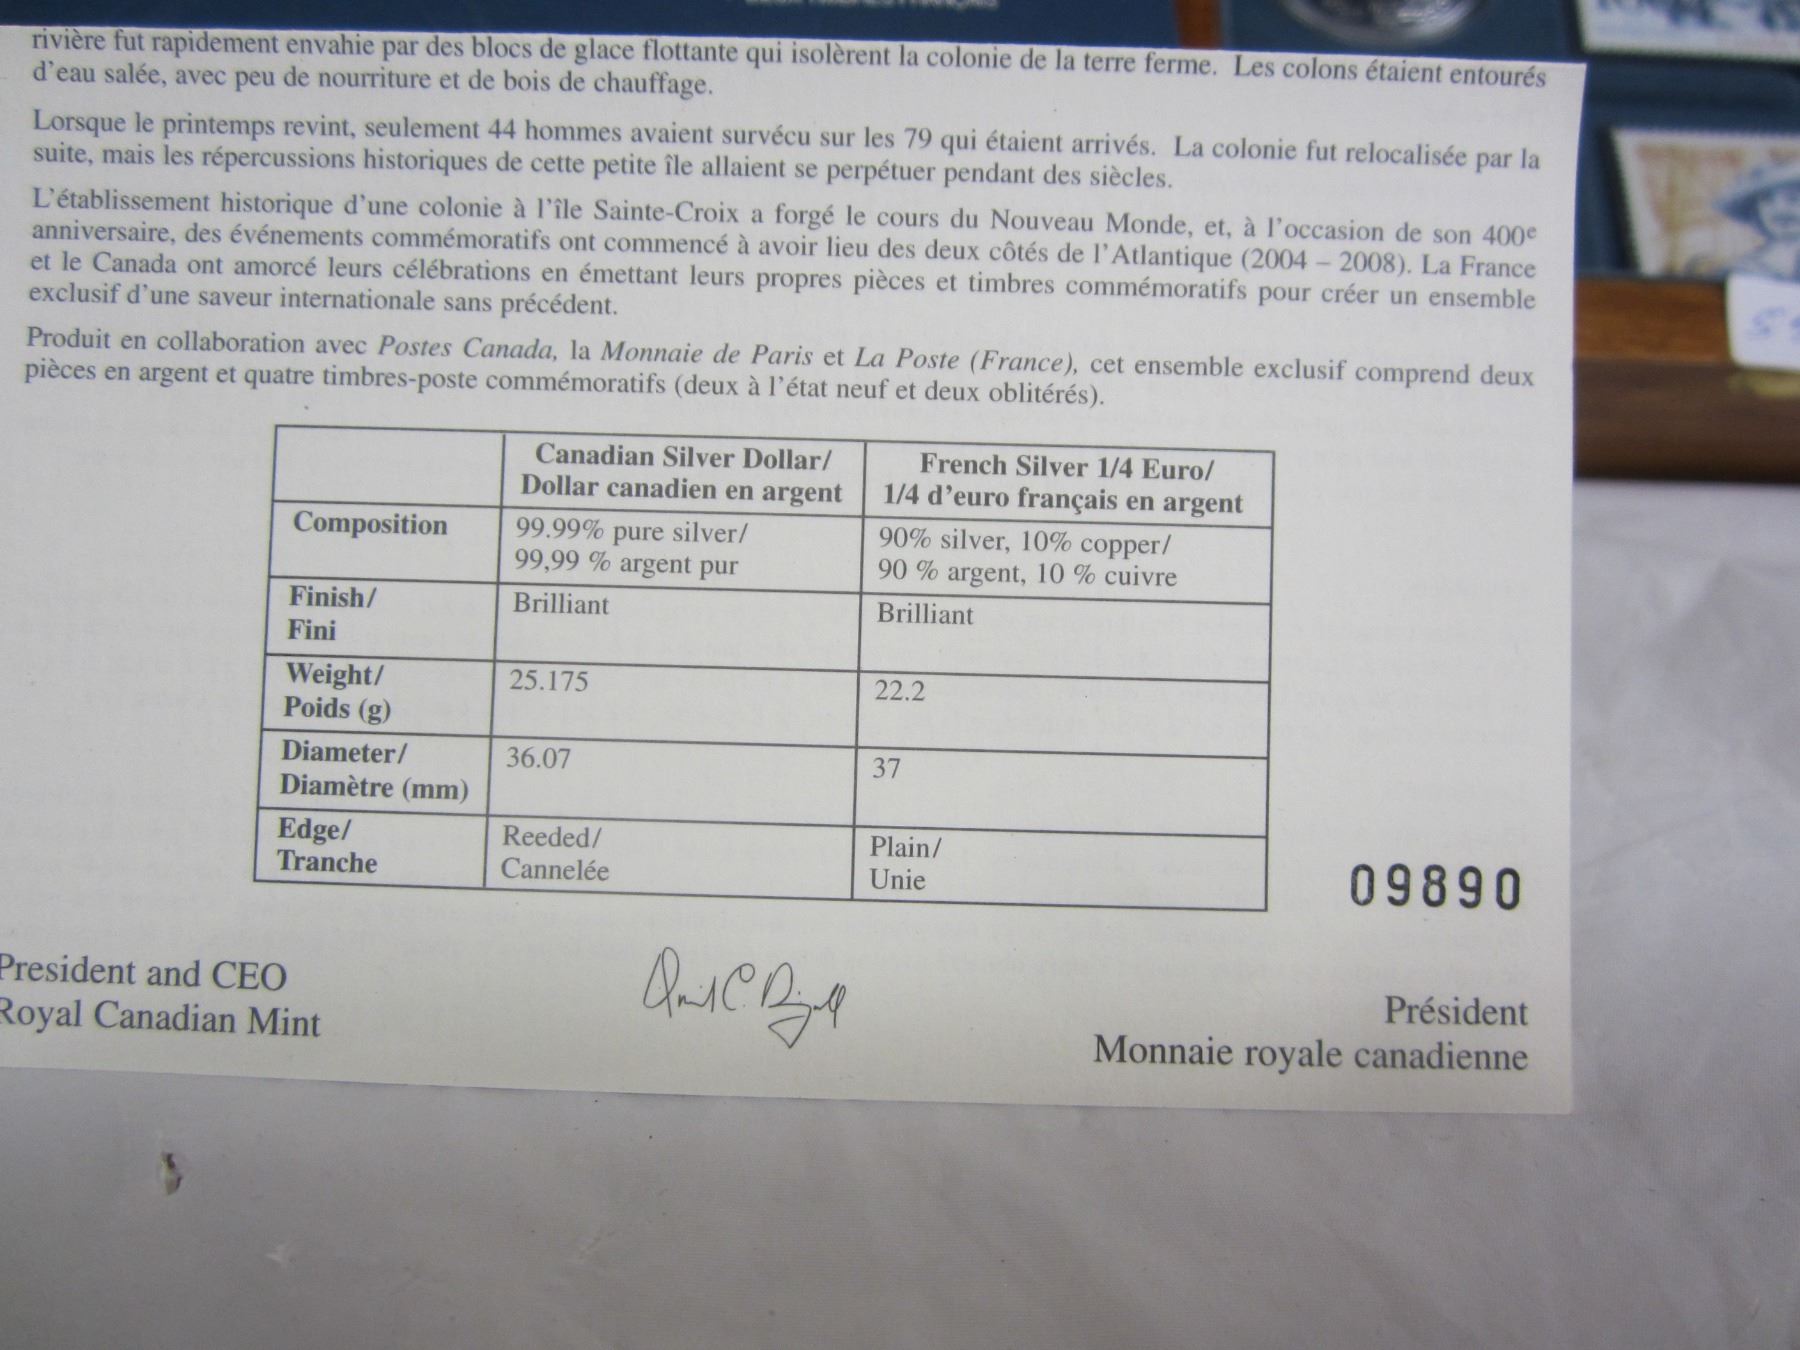 rivière fut rapidement envahie par des blocs de glace flottante qui isolèrent la colonie de la terre ferme. Les colons étaient entourés
d'eau salée, avec peu de nourriture et de bois de chauffage.
Lorsque le printemps revint, seulement 44 hommes avaient survécu sur les 79 qui étaient arrivés. La colonie fut relocalisée par la
suite, mais les répercussions historiques de cette petite île allaient se perpétuer pendant des siècles.
L'établissement historique d'une colonie à l'île Sainte-Croix a forgé le cours du Nouveau Monde, et, à l'occasion de son 400e
anniversaire, des événements commémoratifs ont commencé à avoir lieu des deux côtés de l'Atlantique (2004 – 2008). La France
et le Canada ont amorcé leurs célébrations en émettant leurs propres pièces et timbres commémoratifs pour créer un ensemble
exclusif d'une saveur internationale sans précédent.
Produit en collaboration avec Postes Canada, la Monnaie de Paris et La Poste (France), cet ensemble exclusif comprend deux
pièces en argent et quatre timbres-poste commémoratifs (deux à l'état neuf et deux oblitérés).
Canadian Silver Dollar/
Dollar canadien en argent
French Silver 1/4 Euro/
1/4 d'euro français en argent
Composition
99.99% pure silver/
99,99 % argent pur
90% silver, 10% copper/
90 % argent, 10 % cuivre
Finish/
Fini
Brilliant
Brilliant
Weight/
Poids (g)
25.175
22.2
Diameter/
Diamètre (mm)
36.07
37
Edge/
Tranche
Reeded/
Cannelée
Plain/
Unie
09890
President and CEO
Royal Canadian Mint
Président
Monnaie royale canadienne